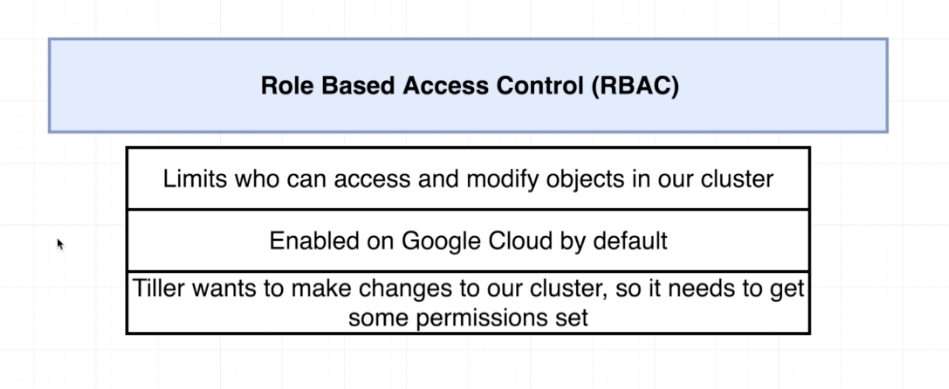 Role Based Access Control (RBAC)
Limits who can access and modify objects in our cluster
Enabled on Google Cloud by default
Tiller wants to make changes to our cluster, so it needs to get
some permissions set